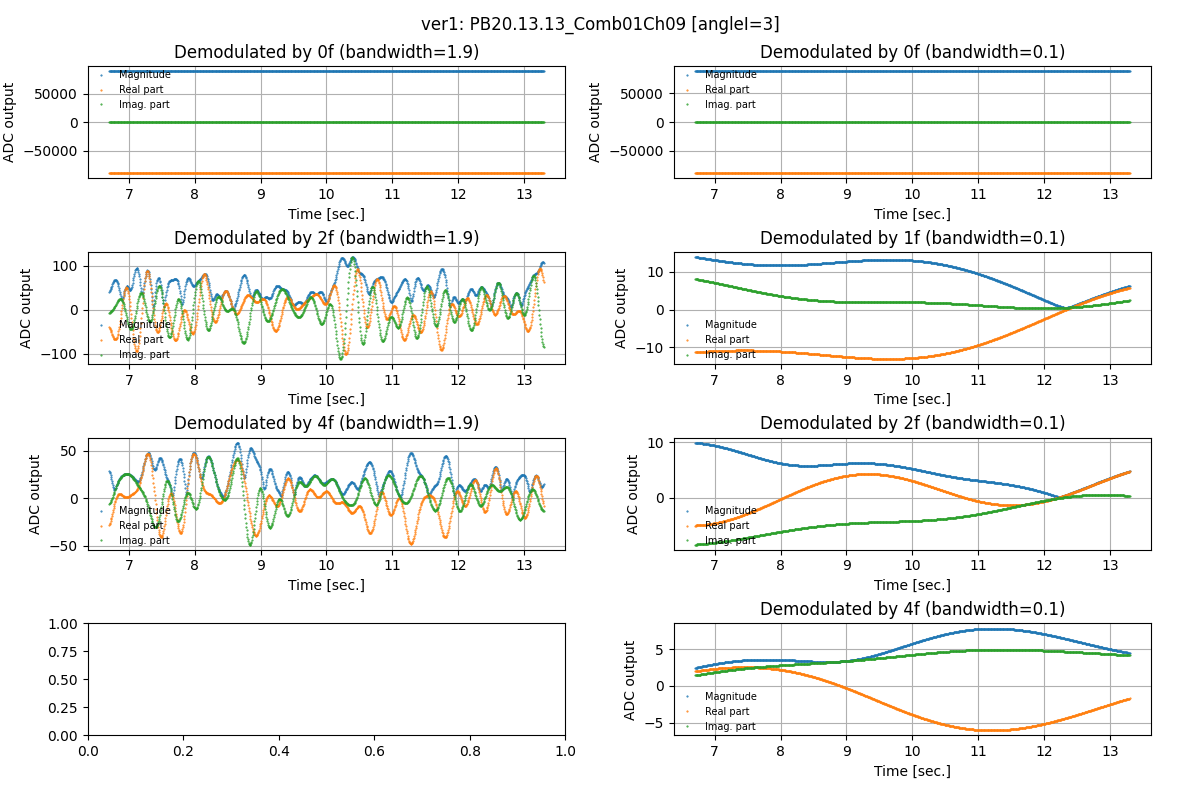 ver1: PB20.13.13_Comb01Ch09 [angleI=3]
Demodulated by 0f (bandwidth=1.9)
ADC output
50000
0
−50000
Magnitude
Real part
Imag. part
7 8 9 10 11 12 13
Time [sec.]
Demodulated by 0f (bandwidth=0.1)
ADC output
50000
0
−50000
Magnitude
Real part
Imag. part
7 8 9 10 11 12 13
Time [sec.]
Demodulated by 2f (bandwidth=1.9)
ADC output
100
0
−100
Magnitude
Real part
Imag. part
7 8 9 10 11 12 13
Time [sec.]
Demodulated by 1f (bandwidth=0.1)
ADC output
10
0
−10
Magnitude
Real part
Imag. part
7 8 9 10 11 12 13
Time [sec.]
Demodulated by 4f (bandwidth=1.9)
ADC output
50
0
−50
Magnitude
Real part
Imag. part
7 8 9 10 11 12 13
Time [sec.]
Demodulated by 2f (bandwidth=0.1)
ADC output
10
0
Magnitude
Real part
Imag. part
7 8 9 10 11 12 13
Time [sec.]
1.00
0.75
0.50
0.25
0.00
0.0 0.2 0.4 0.6 0.8 1.0
Demodulated by 4f (bandwidth=0.1)
ADC output
5
0
−5
Magnitude
Real part
Imag. part
7 8 9 10 11 12 13
Time [sec.]